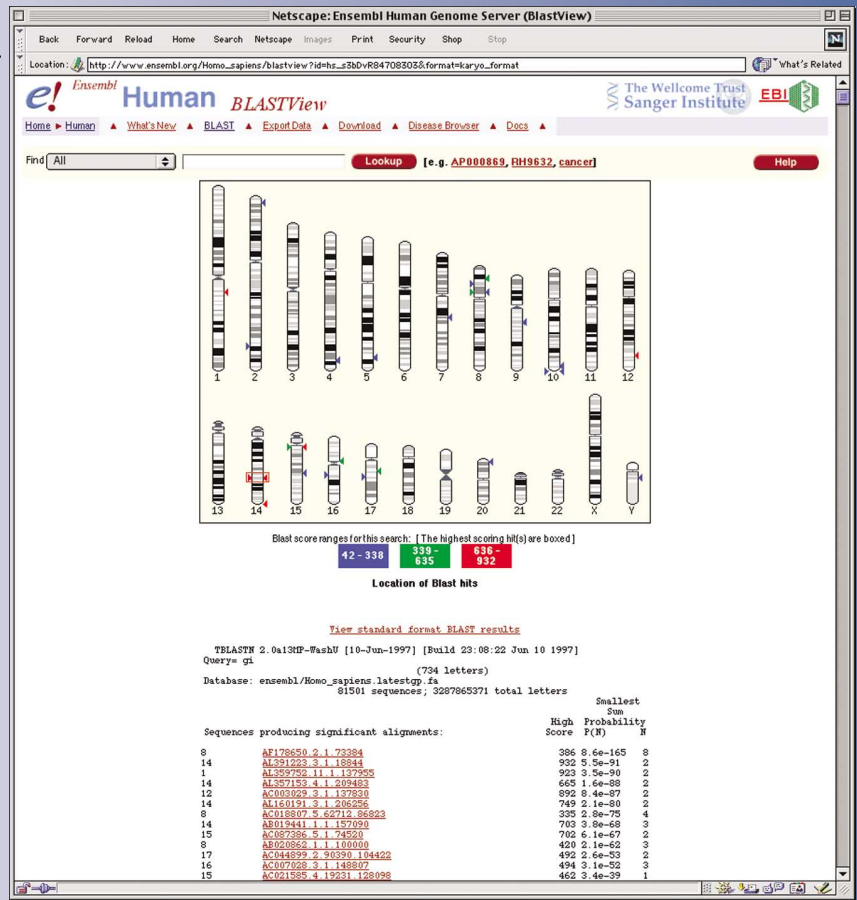 Netscape: Ensembl Human Genome Server (BlastView)
Back Forward Reload Home Search Netscape Images Print Security Shop Stop
N
Location: http://www.ensembl.org/Homo_sapiens/blastview?id=hs_s3bDvR84708303&format=karyo_format What's Related
e! Ensembl Human BLASTView The Wellcome Trust Sanger Institute EBI
Home Human What's New BLAST Export Data Download Disease Browser Docs
Find All Lookup [e.g. AP000869, RH9632, cancer] Help
1 2 3 4 5 6 7 8 9 10 11 12
13 14 15 16 17 18 19 20 21 22 X Y
Blast score ranges for this search: [ The highest scoring hit(s) are boxed ]
42 - 338 339 - 635 636 - 932
Location of Blast hits
View standard format BLAST results
TBLASTN 2.0a13MP-WashU [10-Jun-1997] [Build 23:08:22 Jun 10 1997]
Query= gi
(734 letters)
Database: ensembl/Homo_sapiens.latestgp.fa
81501 sequences; 3287865371 total letters
Smallest
Sum
High Probability
Sequences producing significant alignments: Score P(N) N
8 AF178650.2.1.73384 386 8.6e-165 8
14 AL391223.3.1.18844 932 5.5e-91 2
1 AL359752.11.1.137955 923 3.5e-90 2
14 AL357153.4.1.209483 665 1.6e-88 2
12 AC003029.3.1.137830 892 8.4e-87 2
14 AL160191.3.1.206256 749 2.1e-80 2
8 AC018807.5.62712.86823 335 2.8e-75 4
14 AB019441.1.1.157090 703 3.8e-68 3
15 AC087386.5.1.74520 702 6.1e-67 2
8 AB020862.1.1.100000 420 2.1e-62 3
17 AC044899.2.90390.104422 492 2.6e-53 2
16 AC007028.3.1.148807 494 3.1e-52 3
15 AC021585.4.19231.128098 462 3.4e-39 1